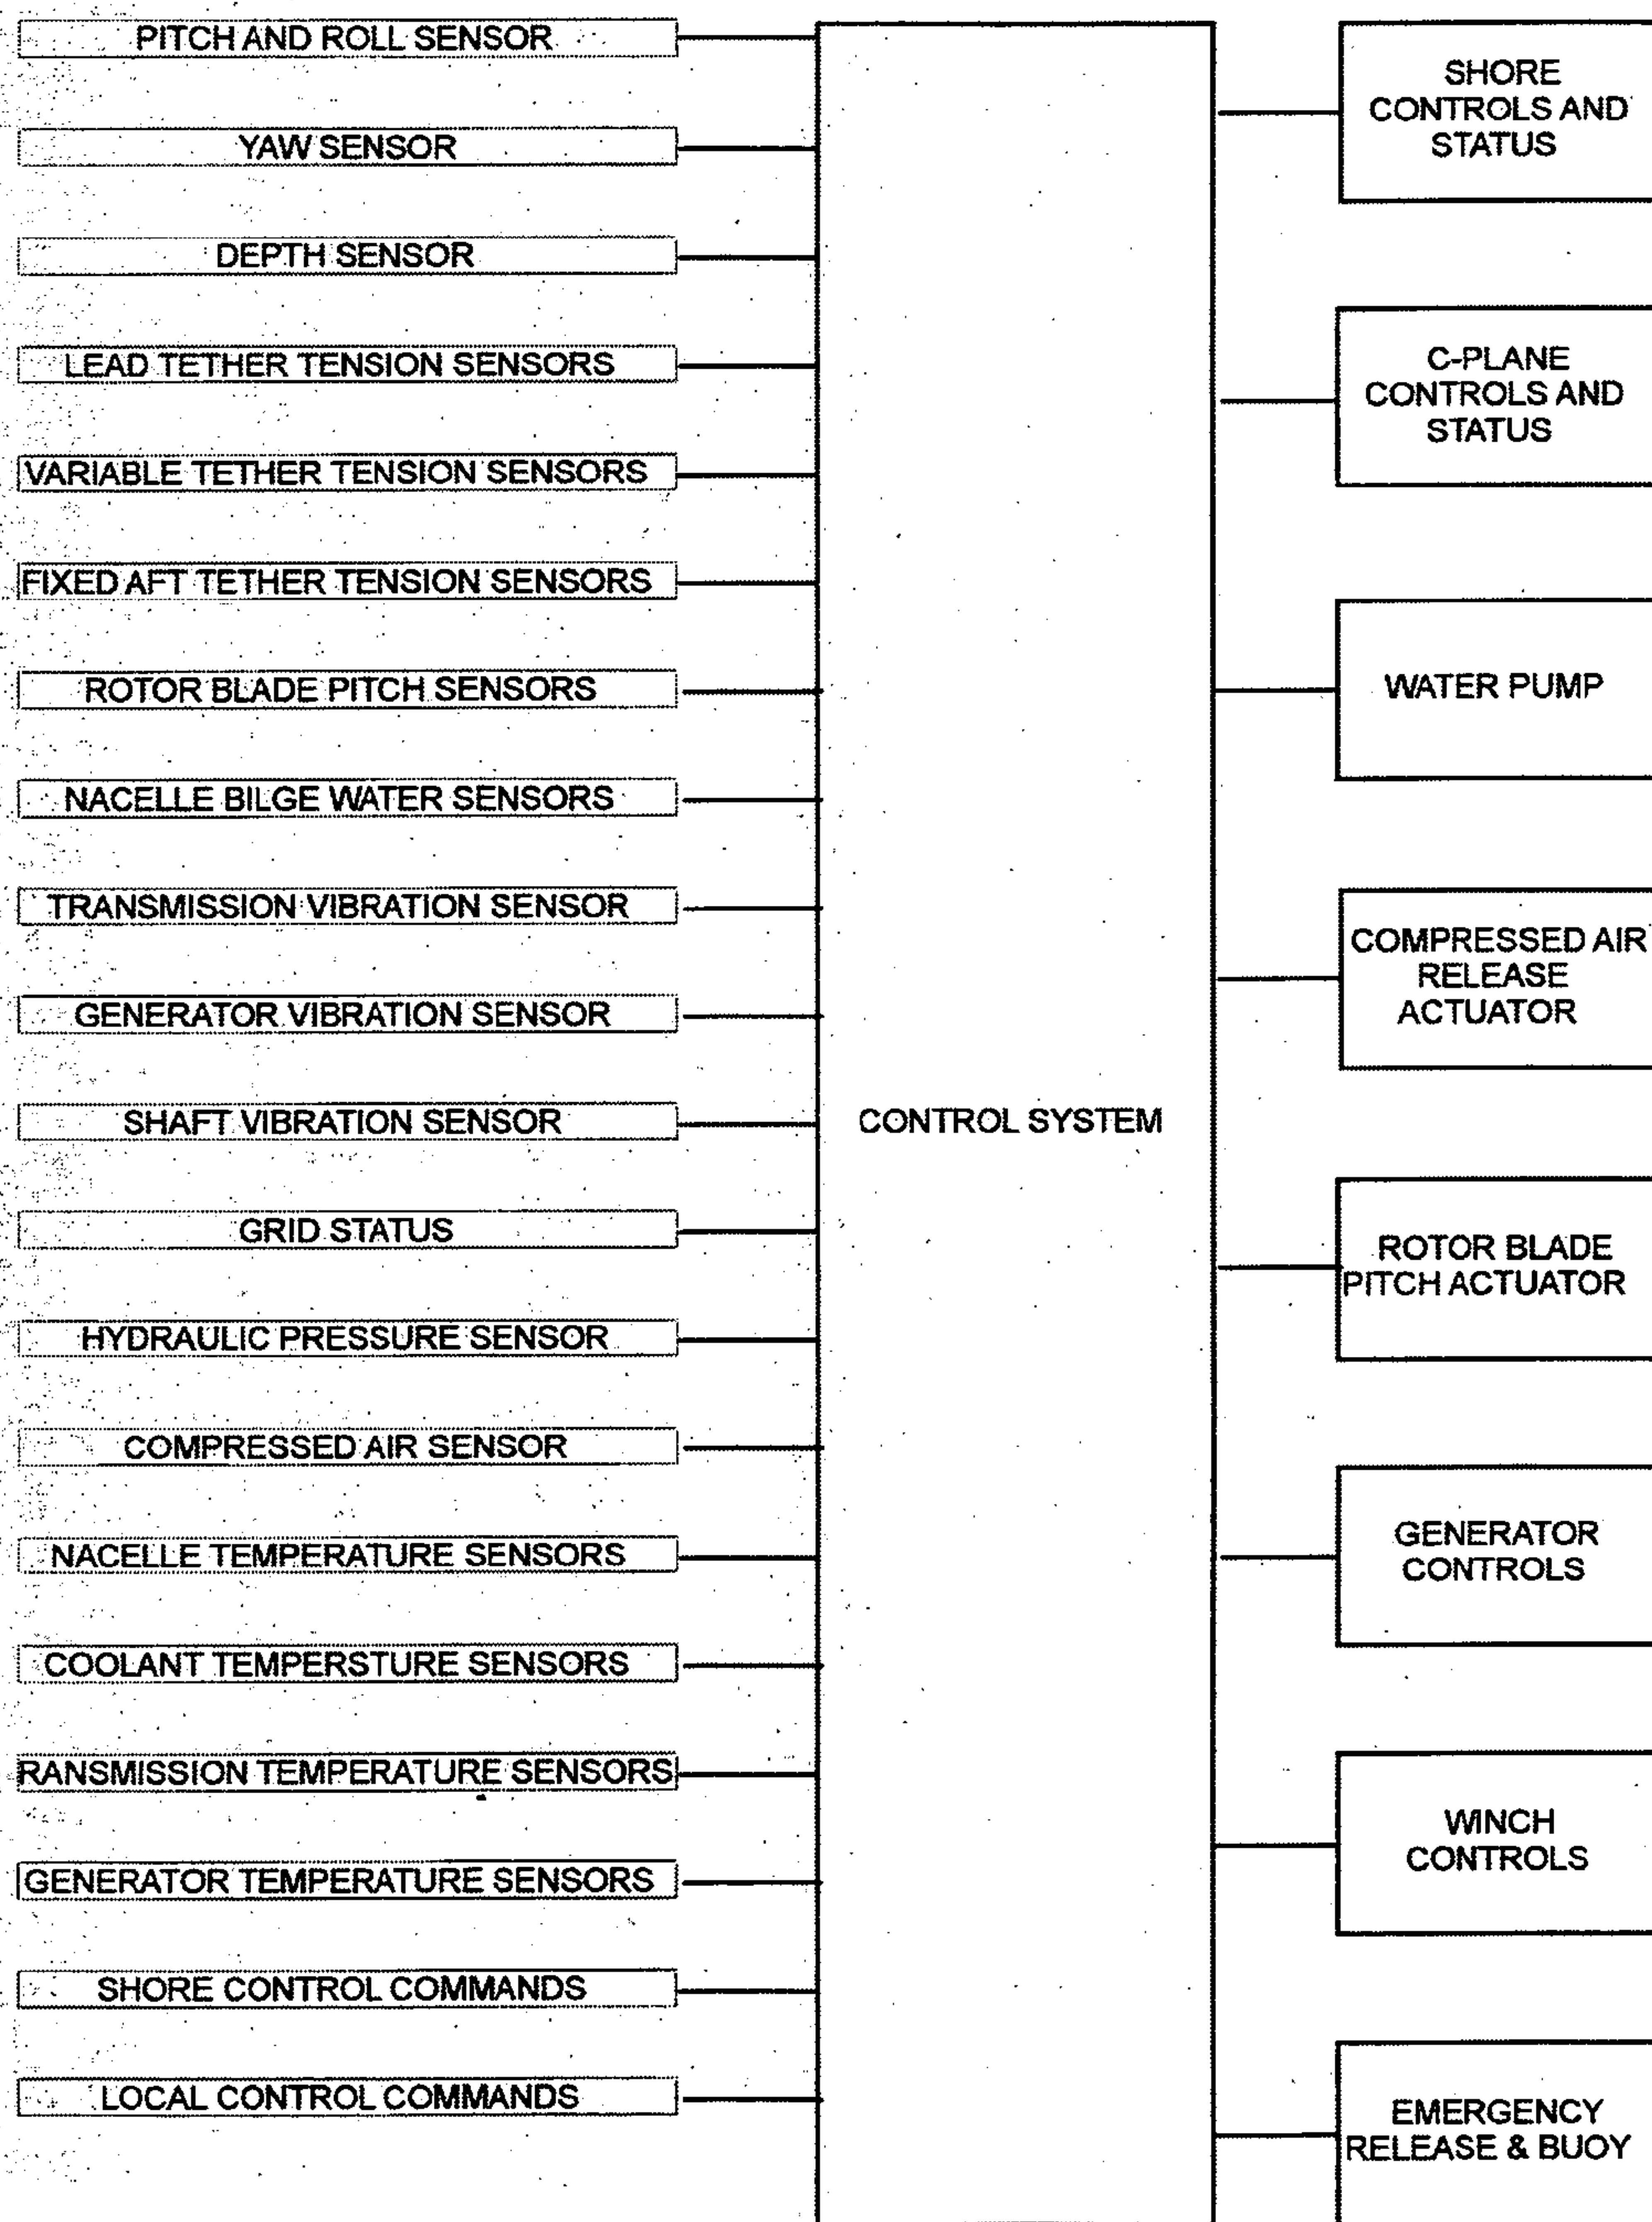 PITCH AND ROLL SENSOR
YAW SENSOR
DEPTH SENSOR
LEAD TETHER TENSION SENSORS
VARIABLE TETHER TENSION SENSORS
FIXED AFT TETHER TENSION SENSORS
ROTOR BLADE PITCH SENSORS
NACELLE BILGE WATER SENSORS
TRANSMISSION VIBRATION SENSOR
GENERATOR VIBRATION SENSOR
SHAFT VIBRATION SENSOR
GRID STATUS
HYDRAULIC PRESSURE SENSOR
COMPRESSED AIR SENSOR
NACELLE TEMPERATURE SENSORS
COOLANT TEMPERSTURE SENSORS
RANSMISSION TEMPERATURE SENSORS
GENERATOR TEMPERATURE SENSORS
SHORE CONTROL COMMANDS
LOCAL CONTROL COMMANDS
CONTROL SYSTEM
SHORE
CONTROLS AND
STATUS
C-PLANE
CONTROLS AND
STATUS
WATER PUMP
COMPRESSED AIR
RELEASE
ACTUATOR
ROTOR BLADE
PITCH ACTUATOR
GENERATOR
CONTROLS
WINCH
CONTROLS
EMERGENCY
RELEASE & BUOY